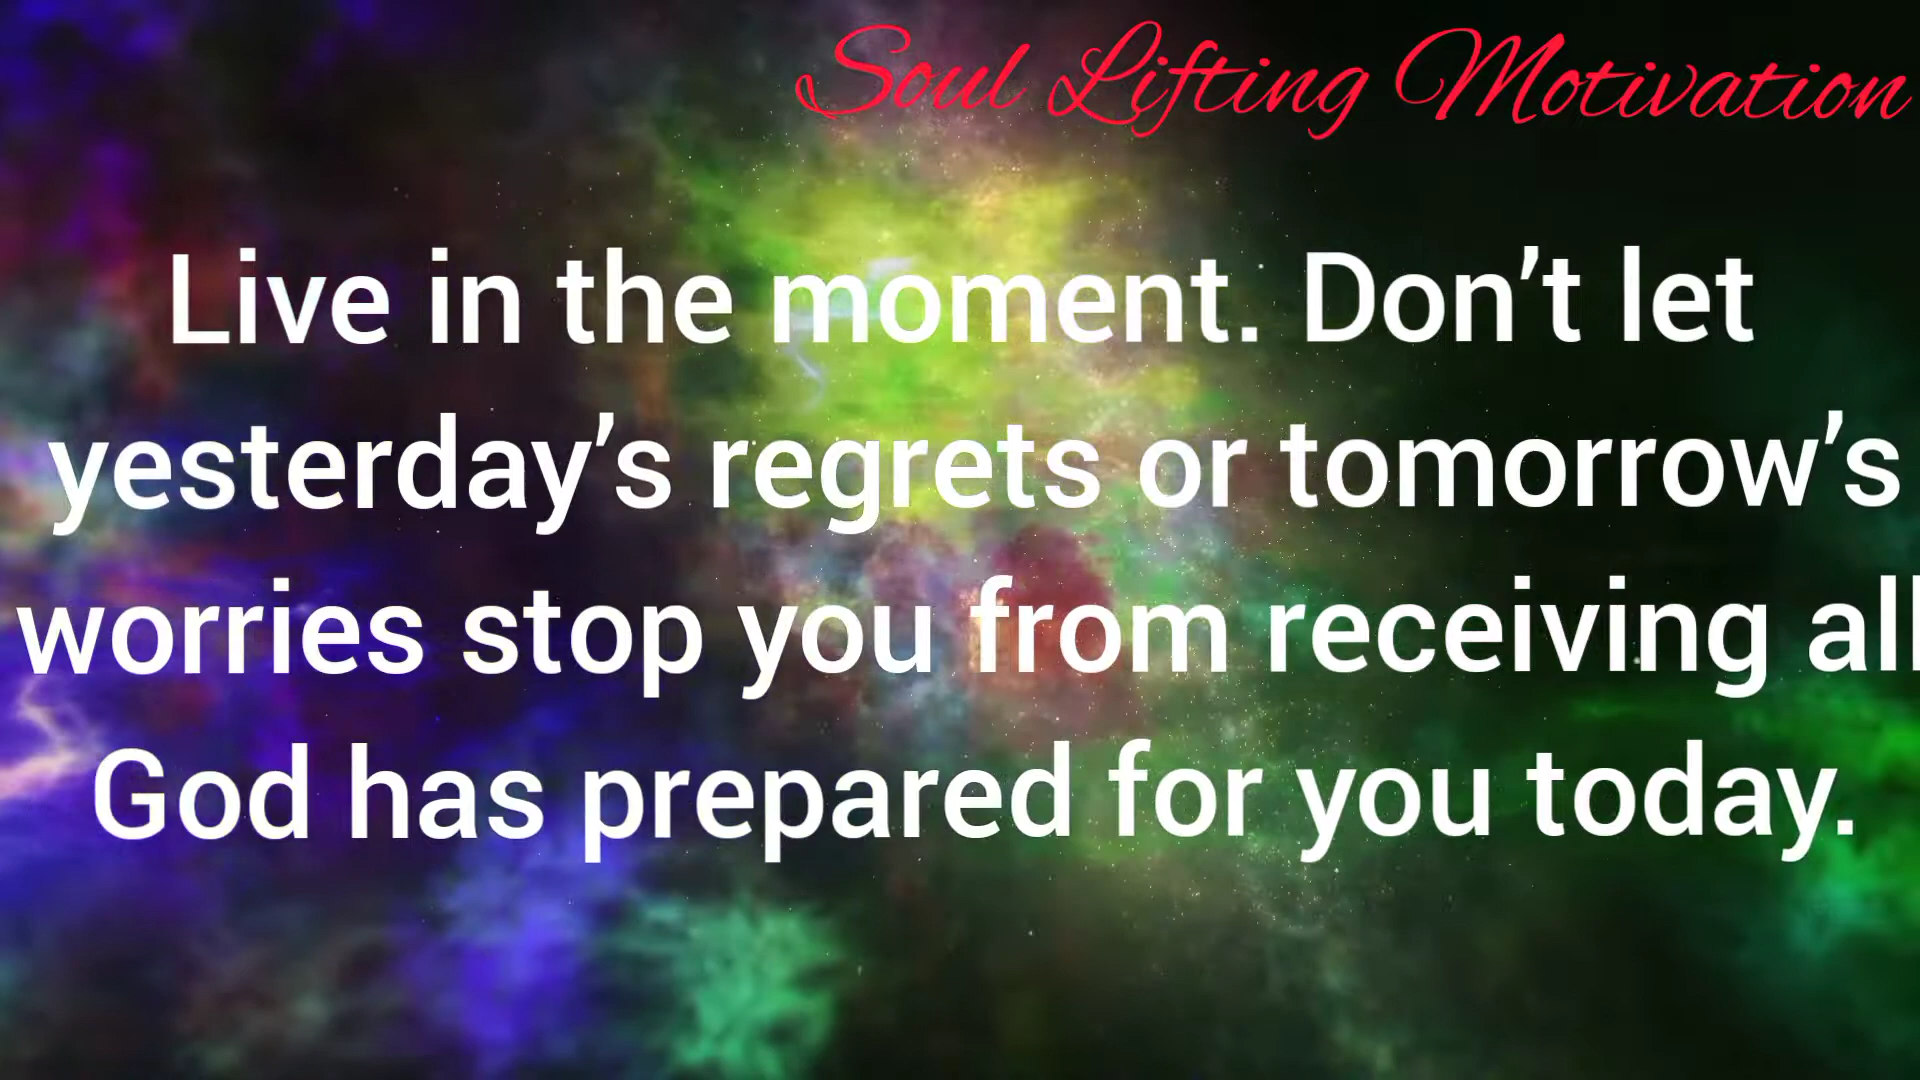 Soul Lifting Motivation
Live in the moment. Don’t let
yesterday’s regrets or tomorrow’s
worries stop you from receiving all
God has prepared for you today.